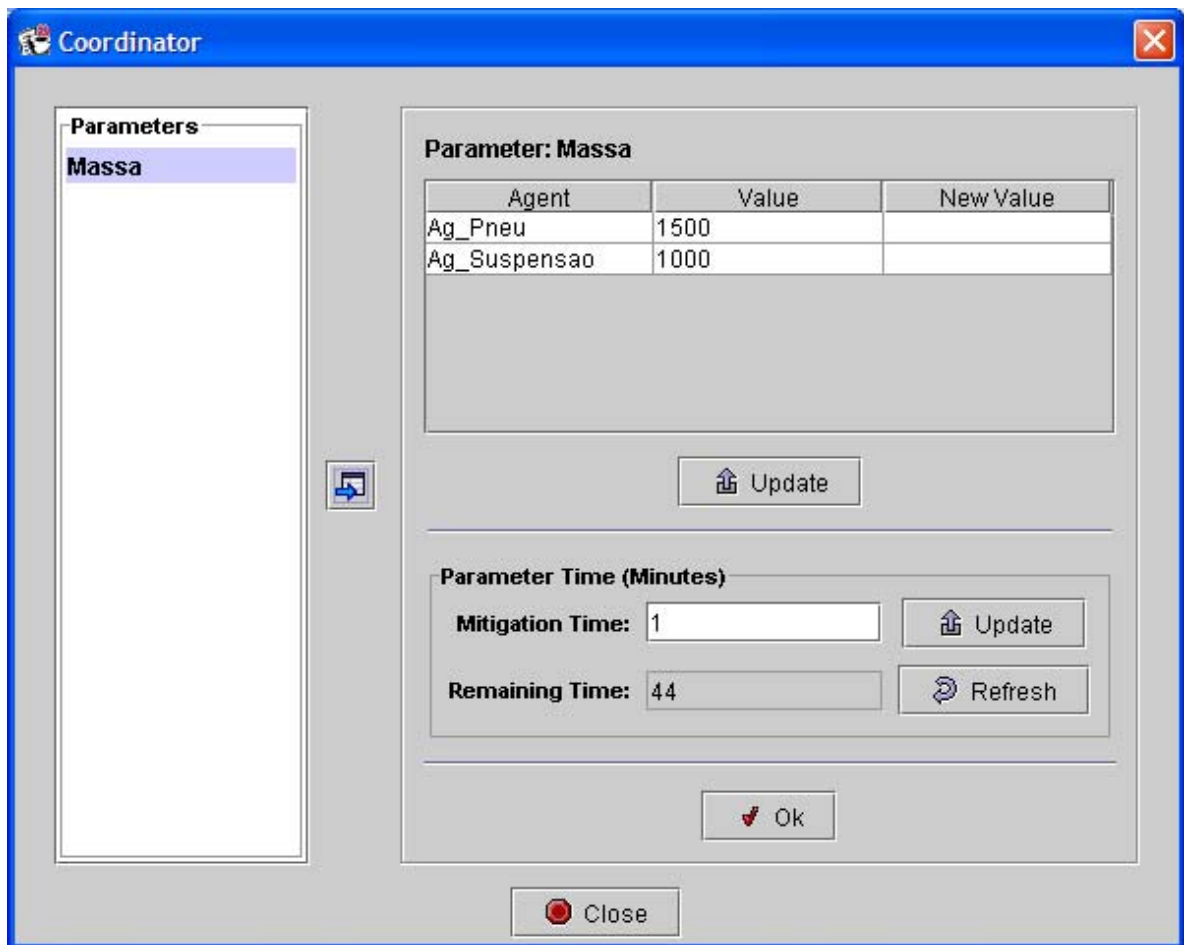 Coordinator
Parameters
Massa
Parameter: Massa
Agent Value New Value
Ag_Pneu 1500
Ag_Suspensao 1000
Update
Parameter Time (Minutes)
Mitigation Time: 1 Update
Remaining Time: 44 Refresh
Ok
Close